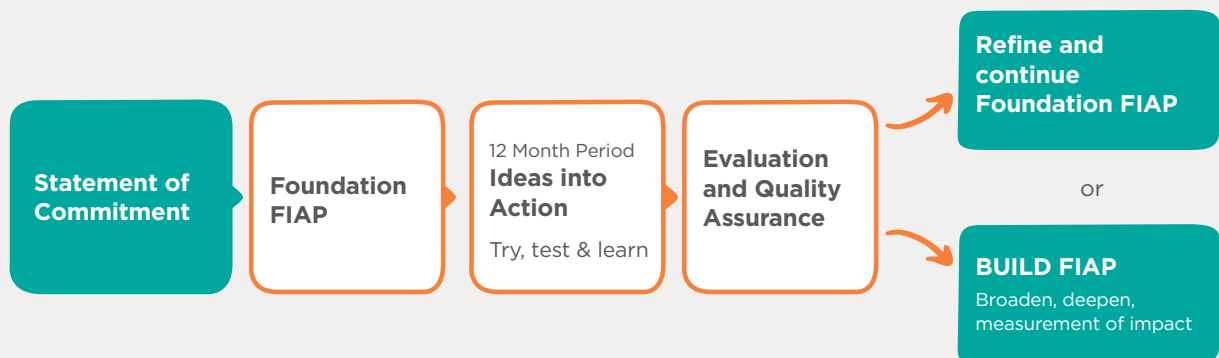 Statement of
Commitment
Foundation
FIAP
12 Month Period
Ideas into
Action
Try, test & learn
Evaluation
and Quality
Assurance
Refine and
continue
Foundation FIAP
or
BUILD FIAP
Broaden, deepen,
measurement of impact